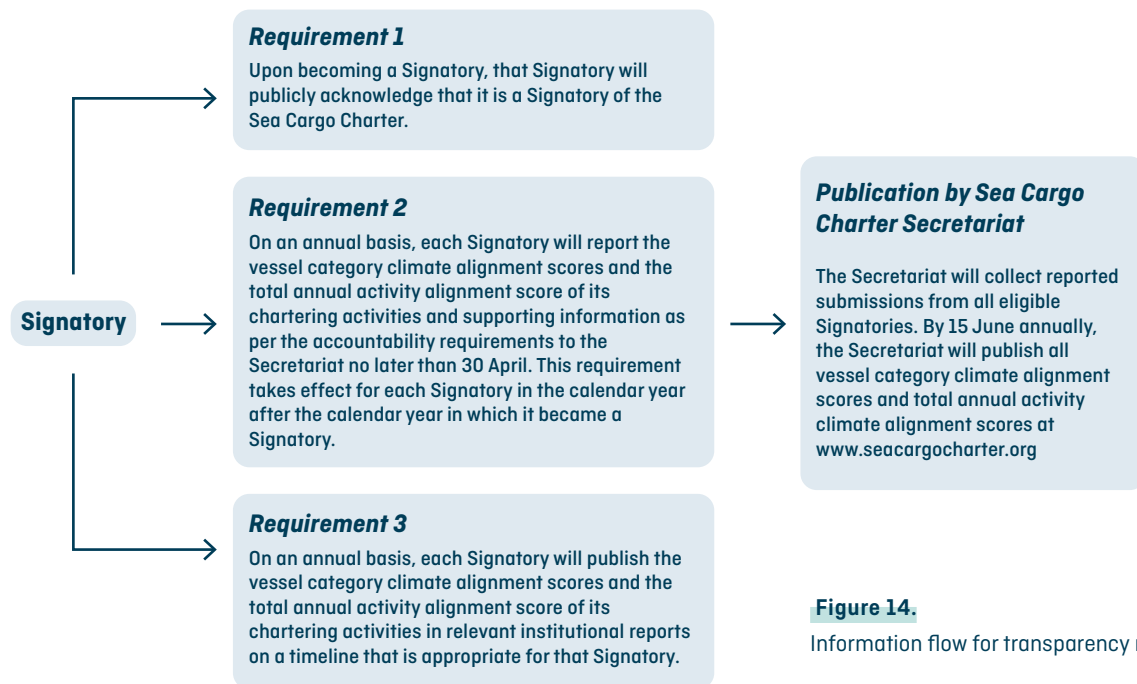 Requirement 1
Upon becoming a Signatory, that Signatory will
publicly acknowledge that it is a Signatory of the
Sea Cargo Charter.
Signatory
Requirement 2
On an annual basis, each Signatory will report the
vessel category climate alignment scores and the
total annual activity alignment score of its
chartering activities and supporting information as
per the accountability requirements to the
Secretariat no later than 30 April. This requirement
takes effect for each Signatory in the calendar year
after the calendar year in which it became a
Signatory.
Requirement 3
On an annual basis, each Signatory will publish the
vessel category climate alignment scores and the
total annual activity alignment score of its
chartering activities in relevant institutional reports
on a timeline that is appropriate for that Signatory.
Publication by Sea Cargo
Charter Secretariat
The Secretariat will collect reported
submissions from all eligible
Signatories. By 15 June annually,
the Secretariat will publish all
vessel category climate alignment
scores and total annual activity
climate alignment scores at
www.seacargocharter.org
Figure 14.
Information flow for transparency